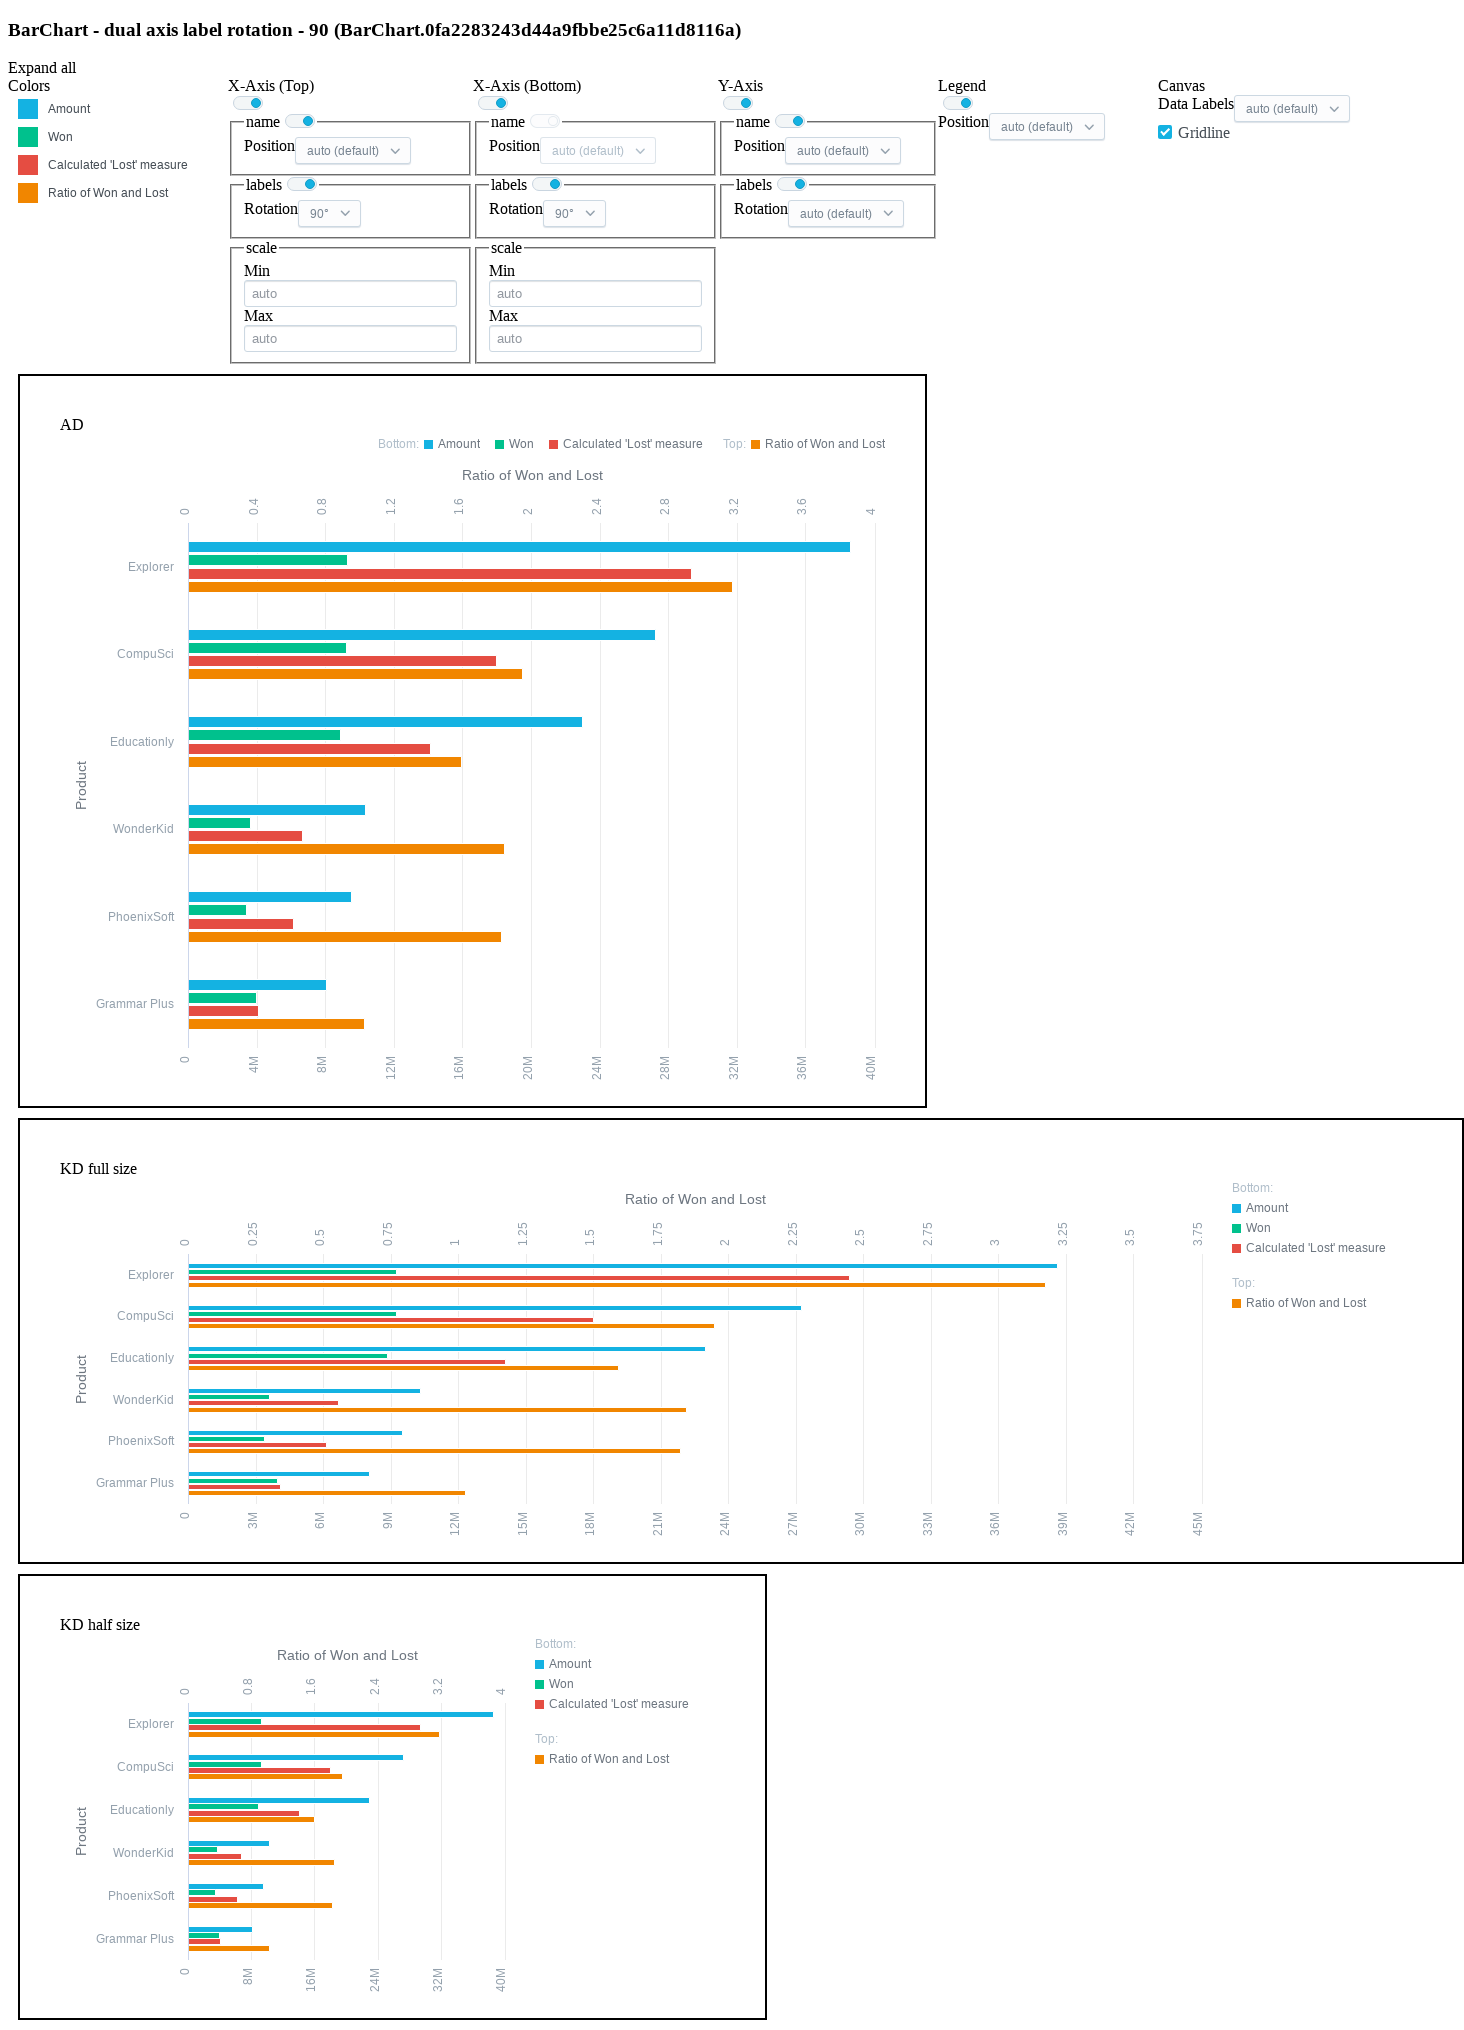 BarChart - dual axis label rotation - 90 (BarChart.0fa2283243d44a9fbbe25c6a11d8116a)
Expand all
Colors
Amount
Won
Calculated 'Lost' measure
Ratio of Won and Lost
X-Axis (Top)
name
Position auto (default)
labels
Rotation 90°
scale
Min
auto
Max
auto
X-Axis (Bottom)
name
Position auto (default)
labels
Rotation 90°
scale
Min
auto
Max
auto
Y-Axis
name
Position auto (default)
labels
Rotation auto (default)
Legend
Position auto (default)
Canvas
Data Labels auto (default)
Gridline
AD
Bottom: Amount Won Calculated 'Lost' measure Top: Ratio of Won and Lost
Ratio of Won and Lost
0 0.4 0.8 1.2 1.6 2 2.4 2.8 3.2 3.6 4
Explorer
CompuSci
Educationly
WonderKid
PhoenixSoft
Grammar Plus
Product
0 4M 8M 12M 16M 20M 24M 28M 32M 36M 40M
KD full size
Ratio of Won and Lost
0 0.25 0.5 0.75 1 1.25 1.5 1.75 2 2.25 2.5 2.75 3 3.25 3.5 3.75
Explorer
CompuSci
Educationly
WonderKid
PhoenixSoft
Grammar Plus
Product
0 3M 6M 9M 12M 15M 18M 21M 24M 27M 30M 33M 36M 39M 42M 45M
Bottom:
Amount
Won
Calculated 'Lost' measure
Top:
Ratio of Won and Lost
KD half size
Ratio of Won and Lost
0 0.8 1.6 2.4 3.2 4
Explorer
CompuSci
Educationly
WonderKid
PhoenixSoft
Grammar Plus
Product
0 8M 16M 24M 32M 40M
Bottom:
Amount
Won
Calculated 'Lost' measure
Top:
Ratio of Won and Lost